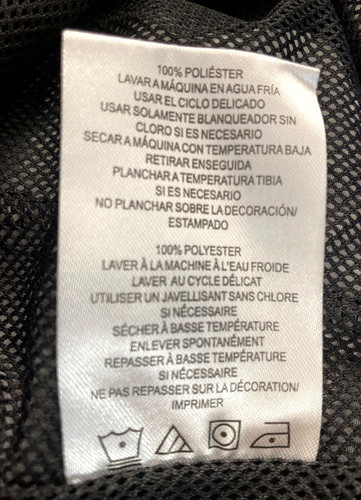 100% POLIÉSTER
LAVAR A MÁQUINA EN AGUA FRÍA
USAR EL CICLO DELICADO
USAR SOLAMENTE BLANQUEADOR SIN
CLORO SI ES NECESARIO
SECAR A MÁQUINA CON TEMPERATURA BAJA
RETIRAR ENSEGUIDA
PLANCHAR A TEMPERATURA TIBIA
SI ES NECESARIO
NO PLANCHAR SOBRE LA DECORACIÓN/
ESTAMPADO
100% POLYESTER
LAVER À LA MACHINE À L'EAU FROIDE
LAVER AU CYCLE DÉLICAT
UTILISER UN JAVELLISANT SANS CHLORE
SI NÉCESSAIRE
SÉCHER À BASSE TEMPÉRATURE
ENLEVER SPONTANÉMENT
REPASSER À BASSE TEMPÉRATURE
SI NÉCESSAIRE
NE PAS REPASSER SUR LA DÉCORATION/
IMPRIMER